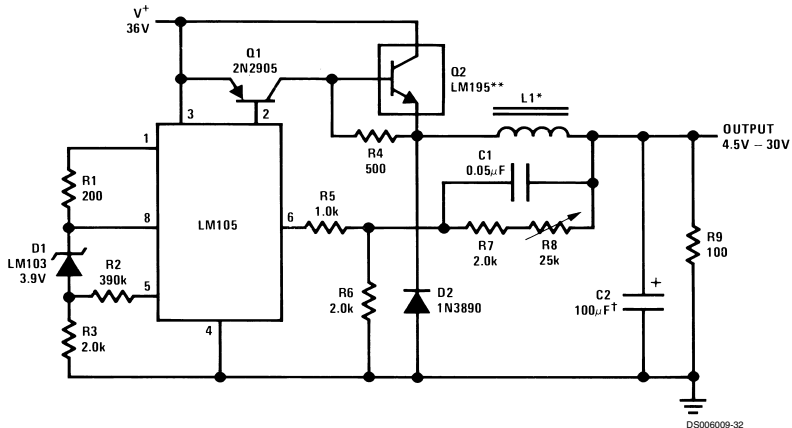 V+
36V
Q1
2N2905
Q2
LM195**
L1*
3
2
OUTPUT
4.5V – 30V
1
R4
500
C1
0.05μF
R1
200
R5
1.0k
8
LM105
6
R7
2.0k
R8
25k
R9
100
D1
LM103
3.9V
R2
390k
5
R6
2.0k
D2
1N3890
C2
100μF†
+
R3
2.0k
4
DS006009-32